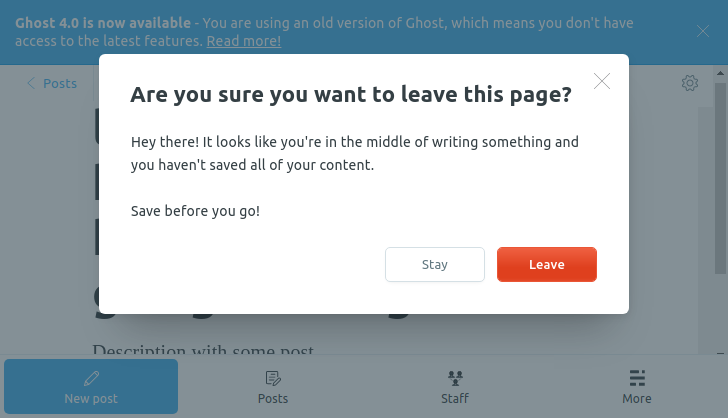 Ghost 4.0 is now available - You are using an old version of Ghost, which means you don't have
access to the latest features. Read more!
Posts
Are you sure you want to leave this page?
Hey there! It looks like you're in the middle of writing something and
you haven't saved all of your content.
Save before you go!
Stay
Leave
Description with some post
New post
Posts
Staff
More